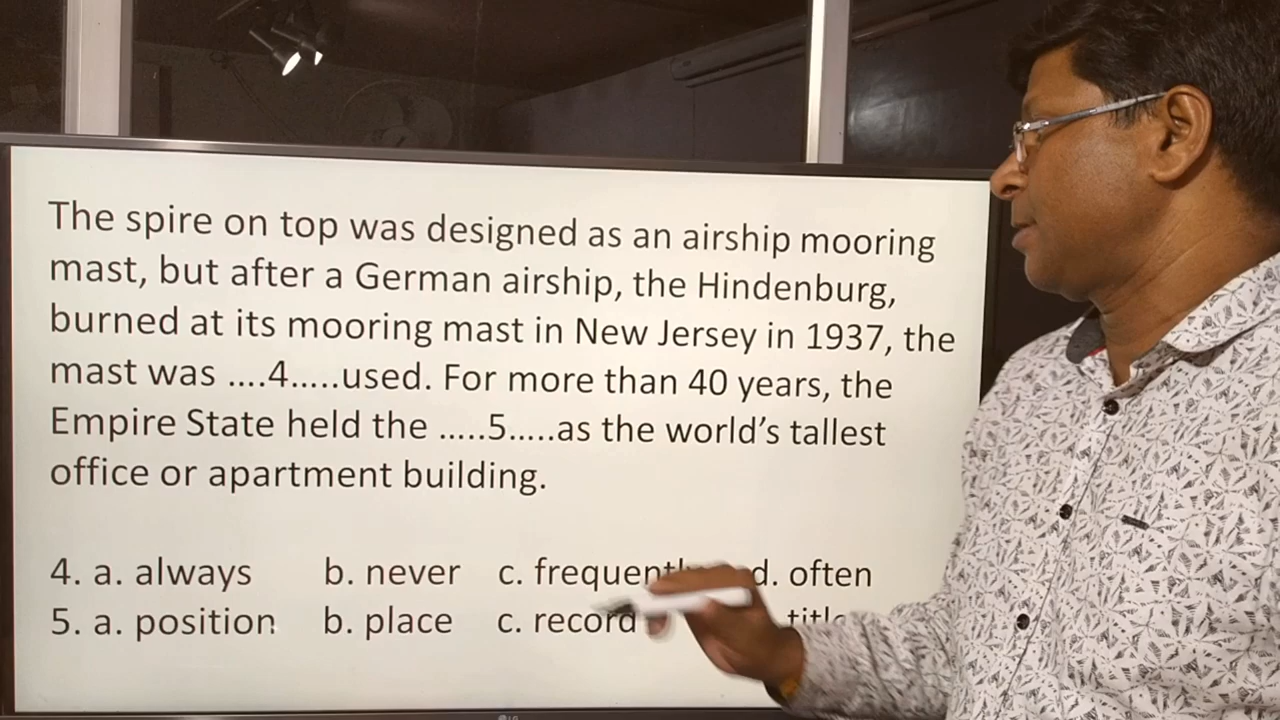 The spire on top was designed as an airship mooring
mast, but after a German airship, the Hindenburg,
burned at its mooring mast in New Jersey in 1937, the
mast was ....4.....used. For more than 40 years, the
Empire State held the .....5.....as the world's tallest
office or apartment building.
4. a. always b. never c. d. often
5. a. position b. place c. record
LG